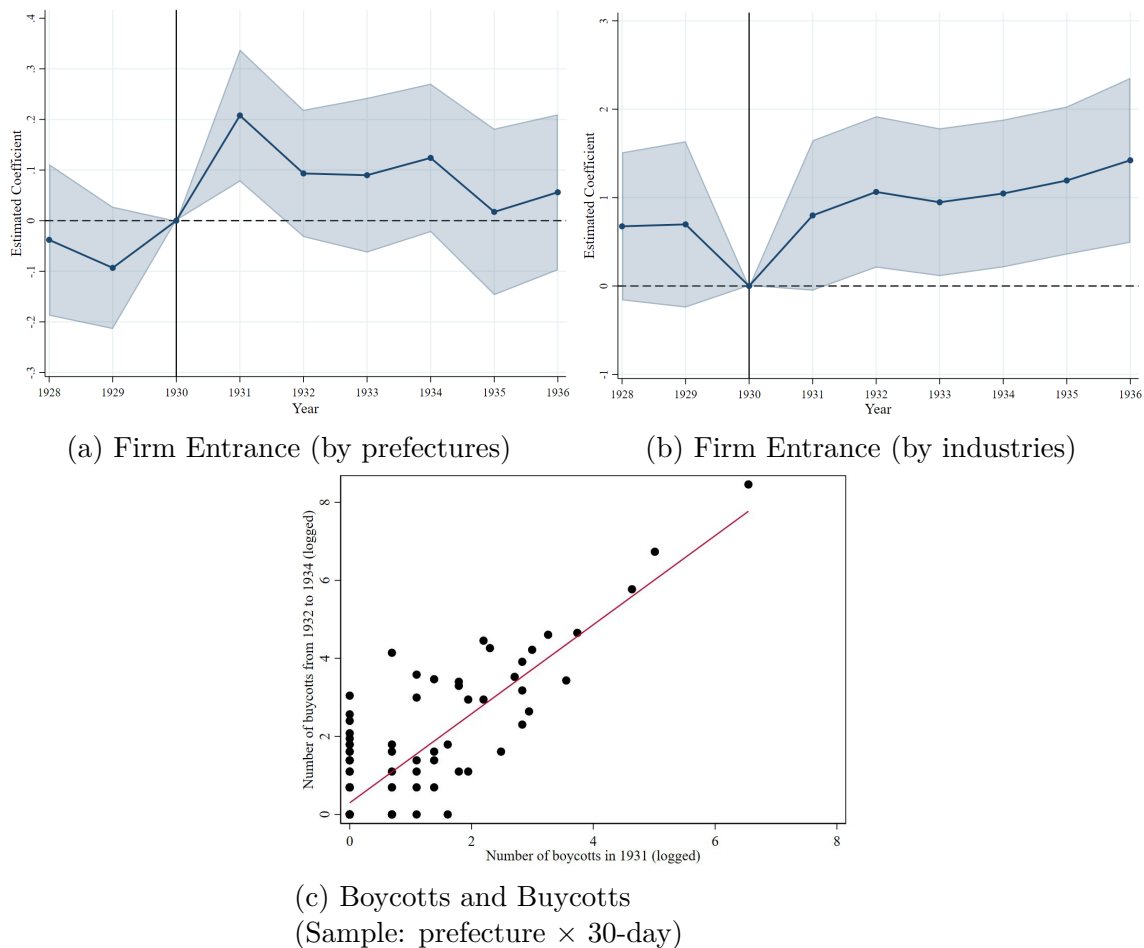 .4
.3
.2
.1
0
-.1
-.2
-.3
Estimated Coefficient
1928 1929 1930 1931 1932 1933 1934 1935 1936
Year
(a) Firm Entrance (by prefectures)
3
2
1
0
-1
Estimated Coefficient
1928 1929 1930 1931 1932 1933 1934 1935 1936
Year
(b) Firm Entrance (by industries)
8
6
4
2
0
Number of buycotts from 1932 to 1934 (logged)
0 2 4 6 8
Number of boycotts in 1931 (logged)
(c) Boycotts and Buycotts
(Sample: prefecture × 30-day)